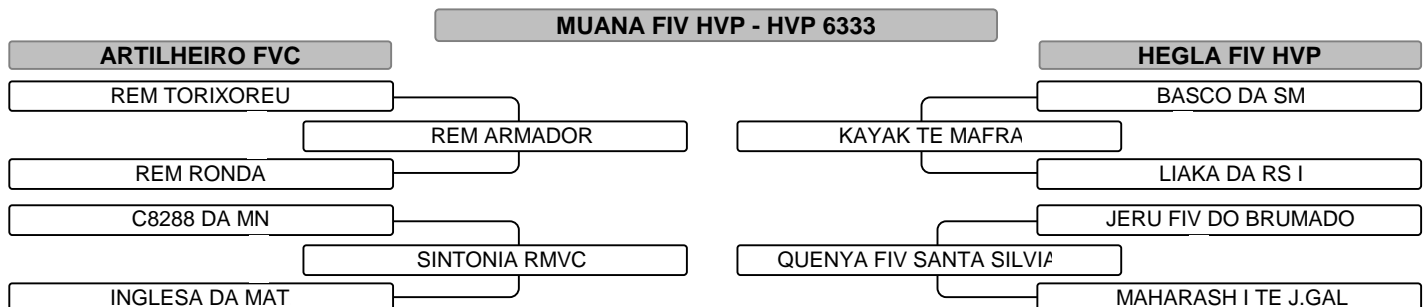 MUANA FIV HVP - HVP 6333
ARTILHEIRO FVC
HEGLA FIV HVP
REM TORIXOREU
BASCO DA SM
REM ARMADOR
KAYAK TE MAFRA
REM RONDA
LIAKA DA RS I
C8288 DA MN
JERU FIV DO BRUMADO
SINTONIA RMVC
QUENYA FIV SANTA SILVIA
INGLESA DA MAT
MAHARASH I TE J.GAL